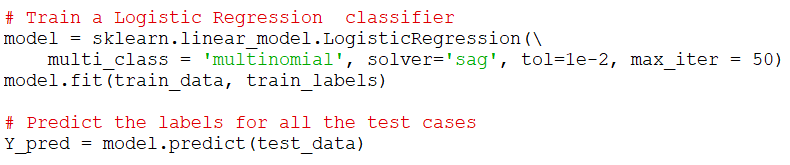 # Train a Logistic Regression  classifier
model = sklearn.linear_model.LogisticRegression(\
    multi_class = 'multinomial', solver='sag', tol=1e-2, max_iter = 50)
model.fit(train_data, train_labels)

# Predict the labels for all the test cases
Y_pred = model.predict(test_data)